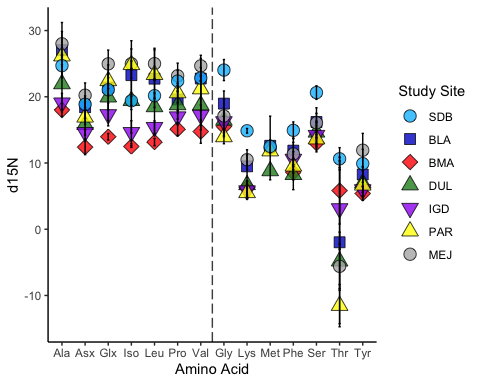 d15N
30
20
10
0
-10
Ala Asx Glx Iso Leu Pro Val Gly Lys Met Phe Ser Thr Tyr
Amino Acid
Study Site
SDB
BLA
BMA
DUL
IGD
PAR
MEJ